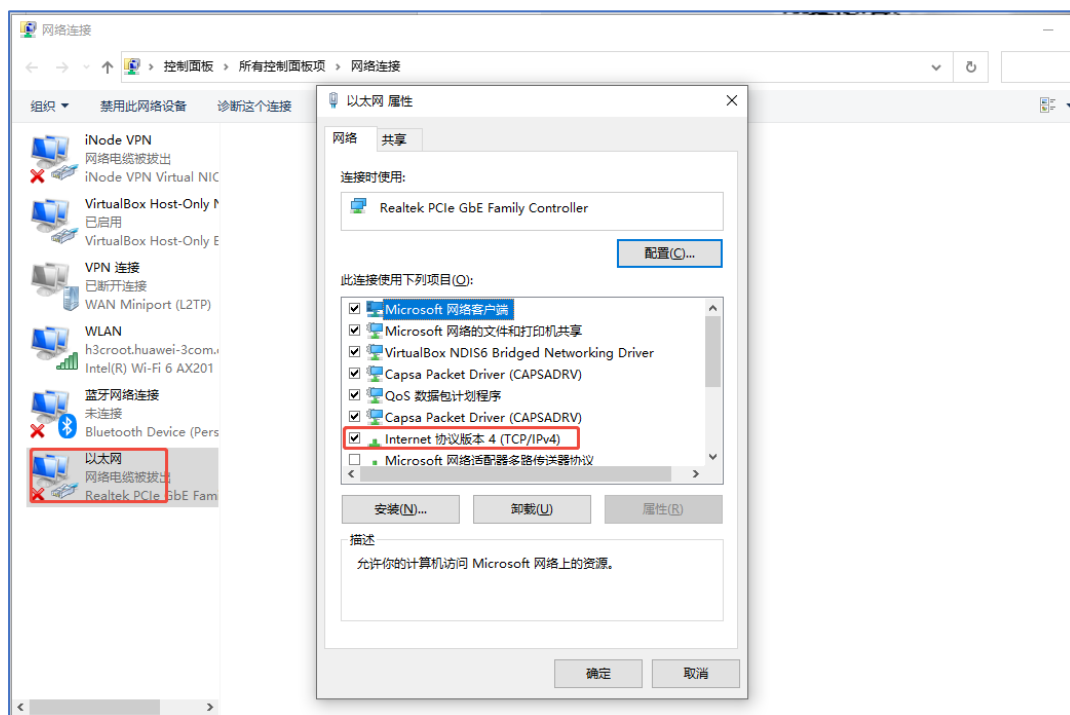 网络连接
控制面板 › 所有控制面板项 › 网络连接
组织 禁用此网络设备 诊断这个连接
iNode VPN
网络电缆被拔出
iNode VPN Virtual NIC
VirtualBox Host-Only N
已启用
VirtualBox Host-Only E
VPN 连接
已断开连接
WAN Miniport (L2TP)
WLAN
h3croot.huawei-3com.
Intel(R) Wi-Fi 6 AX201
蓝牙网络连接
未连接
Bluetooth Device (Pers
以太网
网络电缆被拔出
Realtek PCIe GbE Fam
以太网 属性
网络 共享
连接时使用:
Realtek PCIe GbE Family Controller
配置(C)...
此连接使用下列项目(O):
Microsoft 网络客户端
Microsoft 网络的文件和打印机共享
VirtualBox NDIS6 Bridged Networking Driver
Capsa Packet Driver (CAPSADRV)
QoS 数据包计划程序
Capsa Packet Driver (CAPSADRV)
Internet 协议版本 4 (TCP/IPv4)
Microsoft 网络适配器多路传送器协议
安装(N)... 卸载(U) 属性(R)
描述
允许你的计算机访问 Microsoft 网络上的资源。
确定 取消